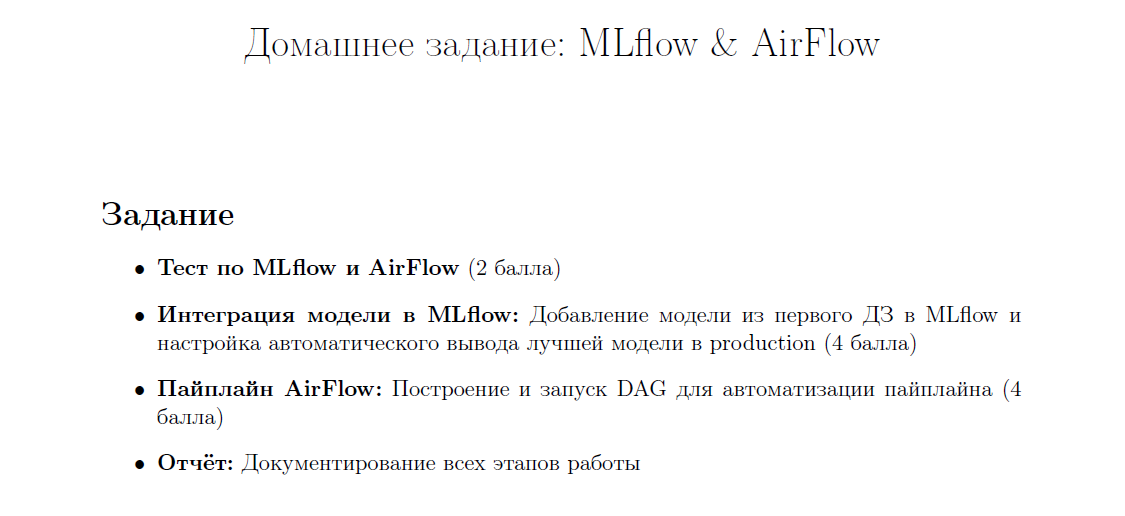 Домашнее задание: MLflow & AirFlow
Задание
• Тест по MLflow и AirFlow (2 балла)
• Интеграция модели в MLflow: Добавление модели из первого ДЗ в MLflow и
настройка автоматического вывода лучшей модели в production (4 балла)
• Пайплайн AirFlow: Построение и запуск DAG для автоматизации пайплайна (4
балла)
• Отчёт: Документирование всех этапов работы